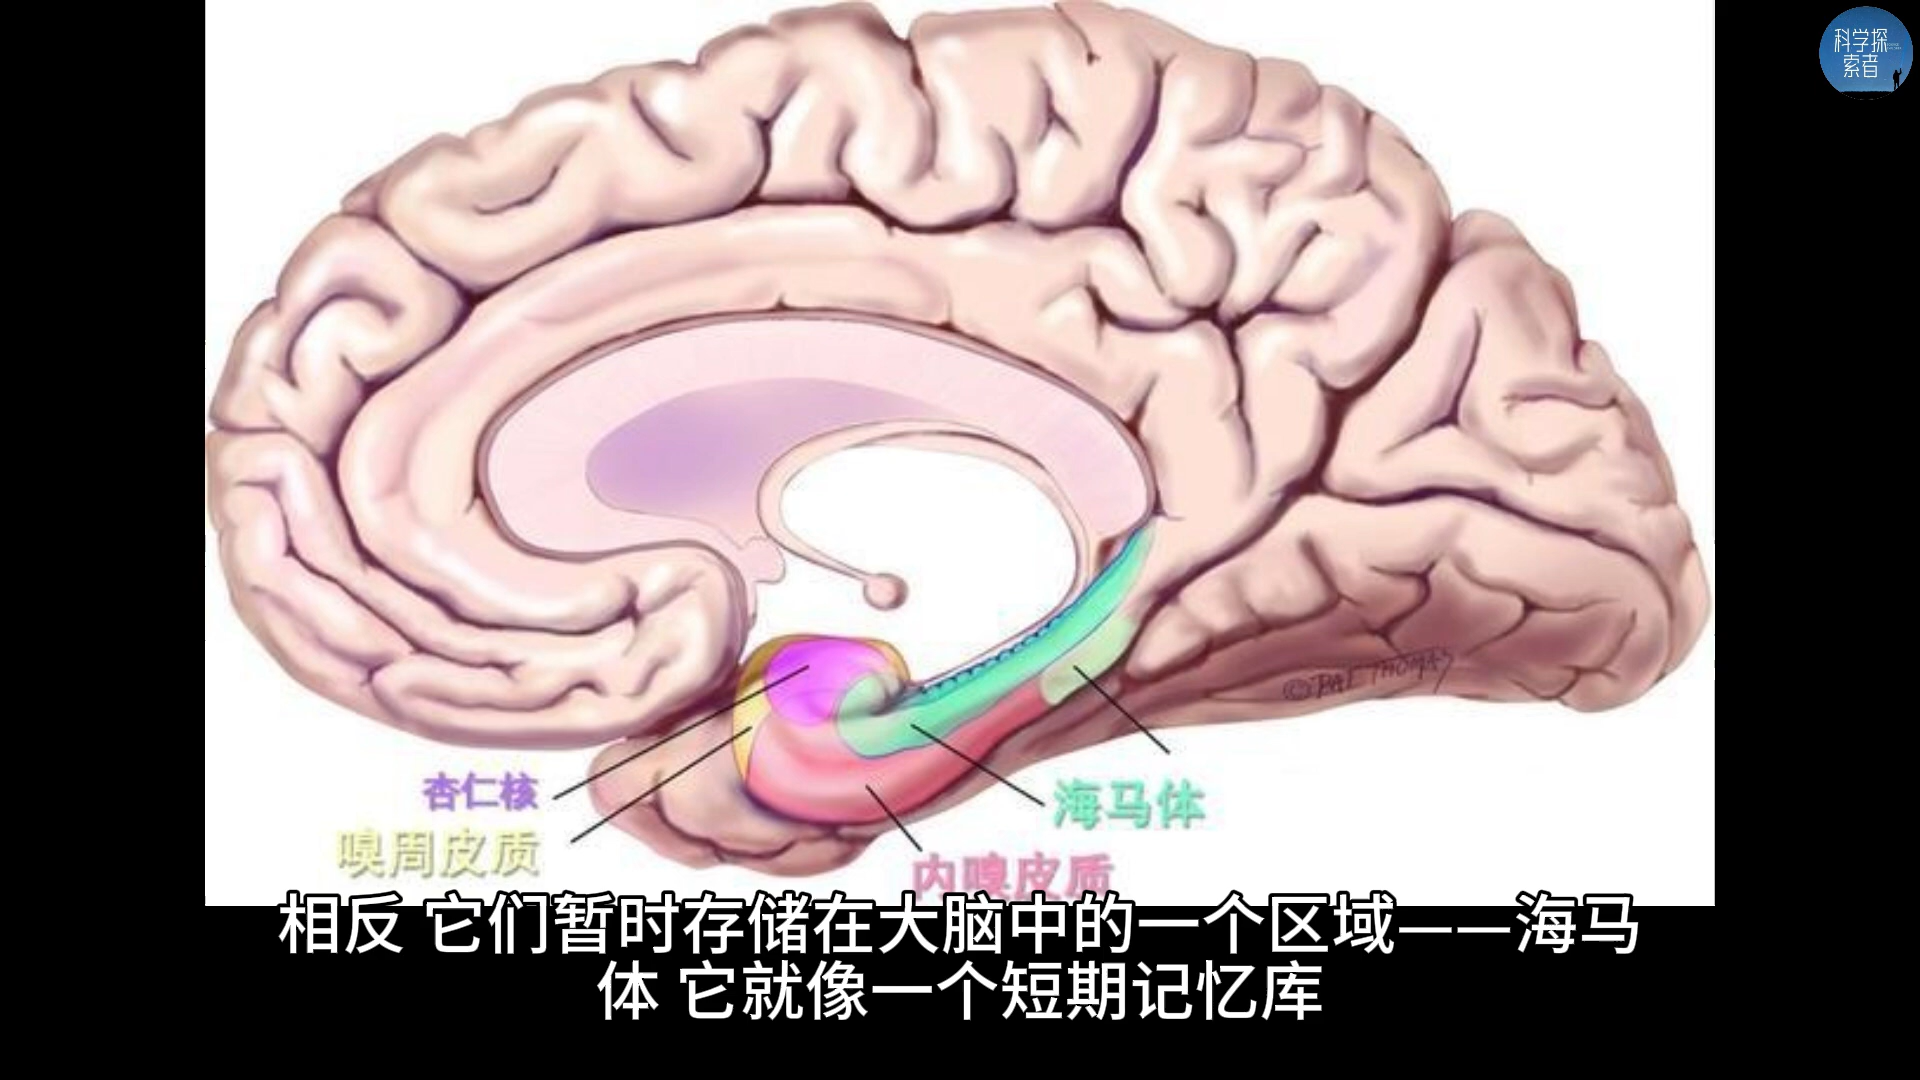 科学探
索者
杏仁核
嗅周皮质
海马体
内嗅皮质
相反 它们暂时存储在大脑中的一个区域——海马
体 它就像一个短期记忆库